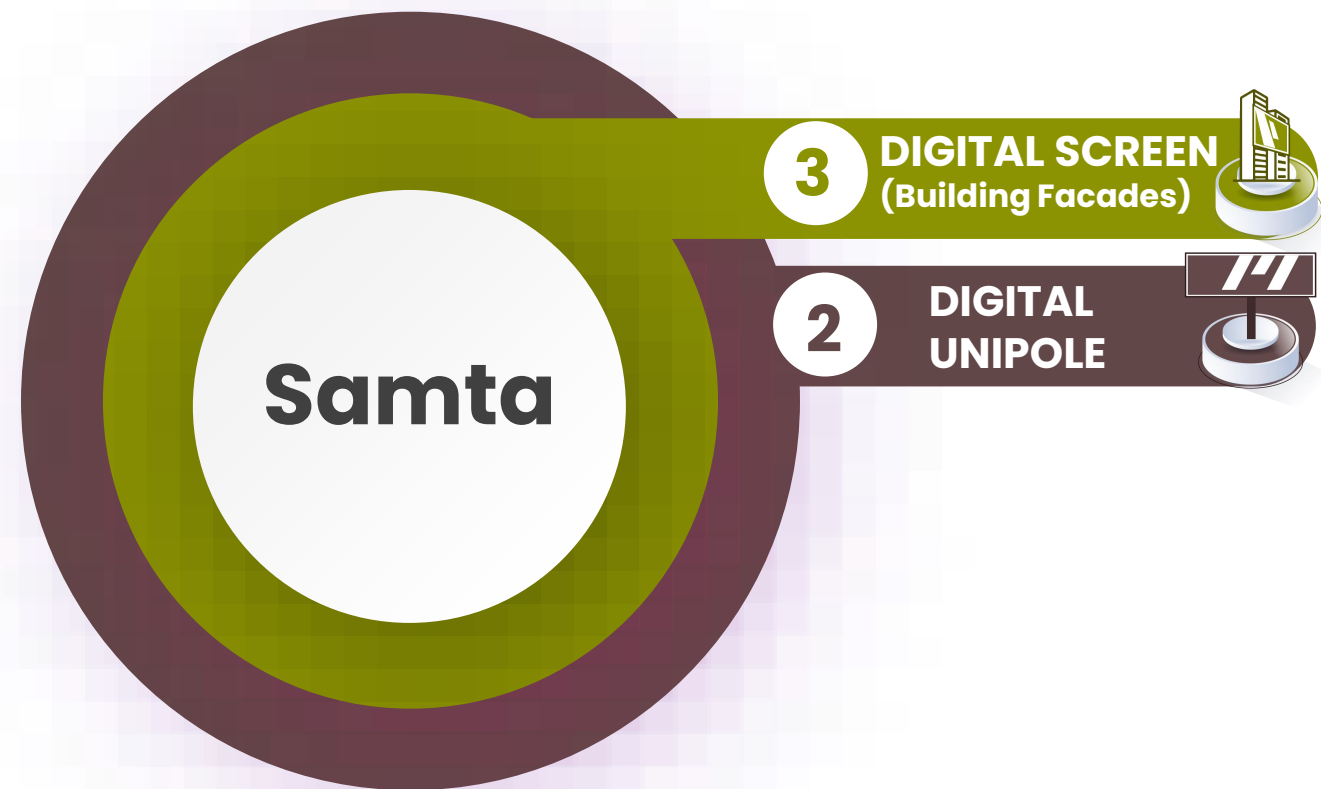 Samta
3
DIGITAL SCREEN
(Building Facades)
2
DIGITAL
UNIPOLE